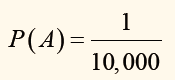 P(A) = 1/10,000